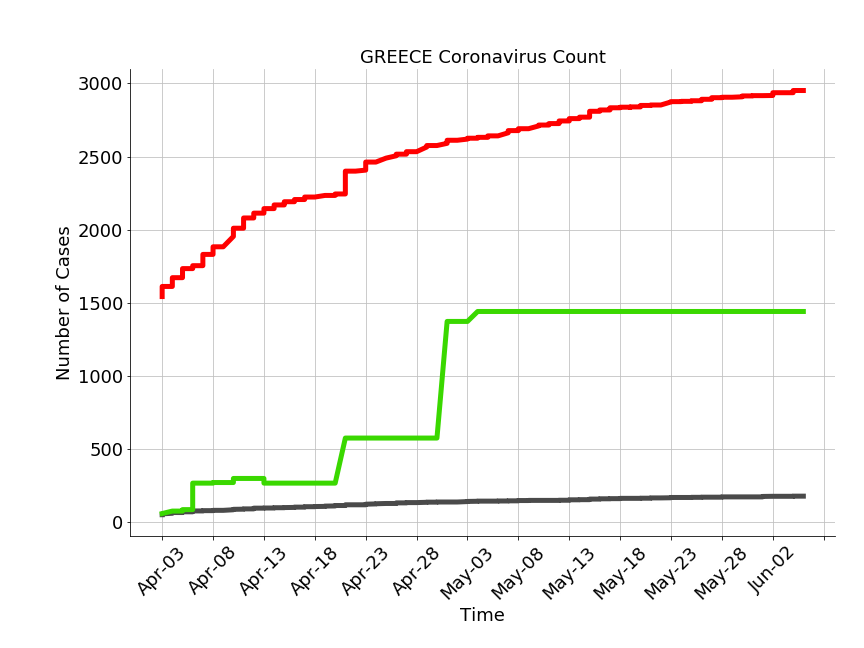 GREECE Coronavirus Count
Number of Cases
3000
2500
2000
1500
1000
500
0
Apr-03
Apr-08
Apr-13
Apr-18
Apr-23
Apr-28
May-03
May-08
May-13
May-18
May-23
May-28
Jun-02
Time